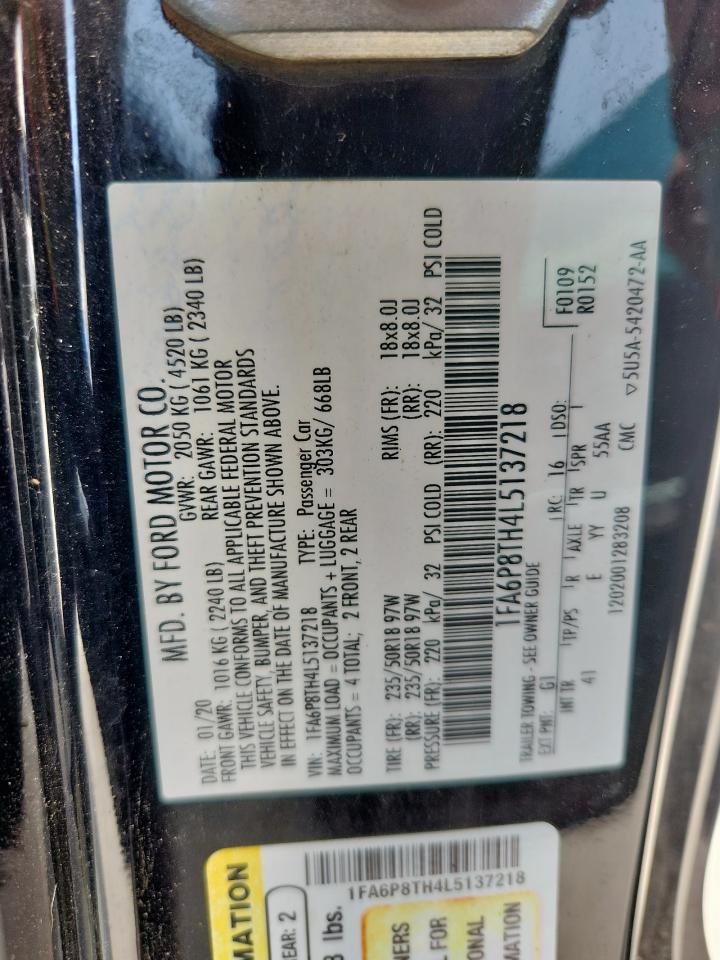 MFD. BY FORD MOTOR CO.
DATE: 01/20 GVWR: 2050 KG ( 4520 LB)
FRONT GAWR: 1016 KG ( 2240 LB) REAR GAWR: 1061 KG ( 2340 LB)
THIS VEHICLE CONFORMS TO ALL APPLICABLE FEDERAL MOTOR
VEHICLE SAFETY, BUMPER, AND THEFT PREVENTION STANDARDS
IN EFFECT ON THE DATE OF MANUFACTURE SHOWN ABOVE.
VIN: 1FA6P8TH4L5137218 TYPE: Passenger Car
MAXIMUM LOAD = OCCUPANTS + LUGGAGE = 303KG/ 668LB
OCCUPANTS = 4 TOTAL; 2 FRONT, 2 REAR
TIRE (FR): 235/50R18 97W RIMS (FR): 18x8.0J
(RR): 235/50R18 97W (RR): 18x8.0J
PRESSURE (FR): 220 kPa/ 32 PSI COLD (RR): 220 kPa/ 32 PSI COLD
1FA6P8TH4L5137218
TRAILER TOWING - SEE OWNER GUIDE
EXT PNT: G1 RC: 16 DSO: F0109
R0152
INT TR TP/PS R AXLE TR SPR
41 E YY U 55AA
1202001283208 CMC ▽5U5A-5420472-AA
MATION
EAR: 2
1FA6P8TH4L5137218
lbs.
NERS
FOR
ONAL
MATION